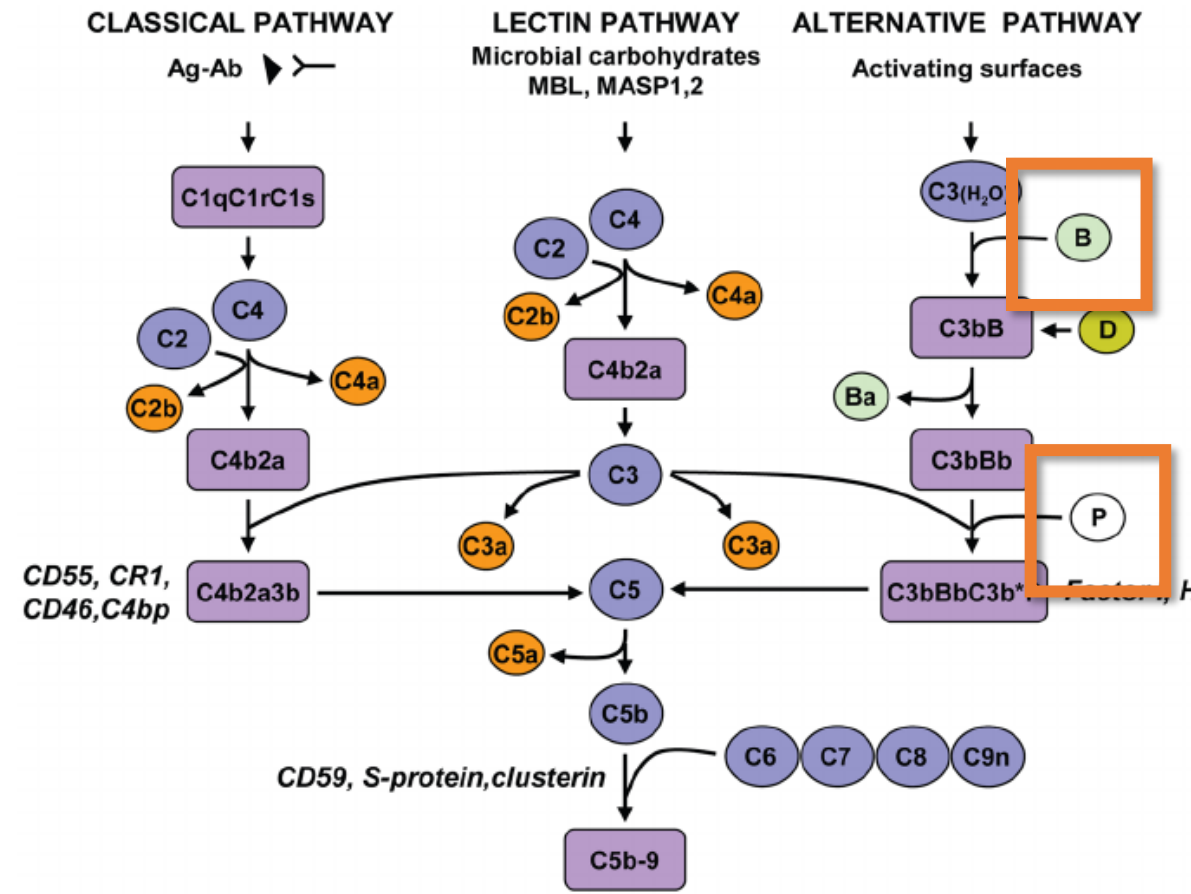 CLASSICAL PATHWAY
LECTIN PATHWAY
ALTERNATIVE PATHWAY
Ag-Ab
Microbial carbohydrates
MBL, MASP1,2
Activating surfaces
C1qC1rC1s
C4
C2
C2b
C4a
C4b2a
C4b2a3b
CD55, CR1,
CD46,C4bp
C4
C2
C2b
C4a
C4b2a
C3
C3a
C3a
C5
C5a
C5b
CD59, S-protein,clusterin
C6
C7
C8
C9n
C5b-9
C3(H₂O)
B
C3bB
D
Ba
C3bBb
P
C3bBbC3b*